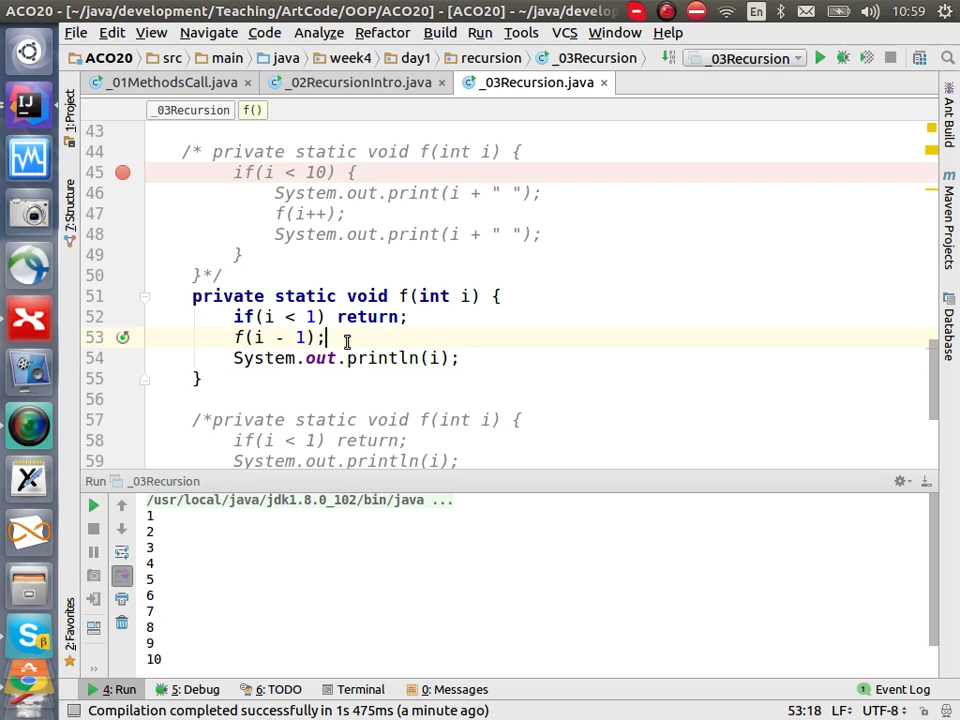 ACO20 - [~/java/development/Teaching/ArtCode/OOP/ACO20] - [ACO20] - ~/java/develop
En
10:59
File Edit View Navigate Code Analyze Refactor Build Run Tools VCS Window Help
ACO20 src main java week4 day1 recursion _03Recursion _03Recursion
_01MethodsCall.java _02RecursionIntro.java _03Recursion.java
_03Recursion f()
1: Project
7: Structure
2: Favorites
Ant Build
Maven Projects
Database
43
44 /* private static void f(int i) {
45 if(i < 10) {
46 System.out.print(i + " ");
47 f(i++);
48 System.out.print(i + " ");
49 }
50 }*/
51 private static void f(int i) {
52 if(i < 1) return;
53 f(i - 1);
54 System.out.println(i);
55 }
56
57 /*private static void f(int i) {
58 if(i < 1) return;
59 System.out.println(i);
Run _03Recursion
/usr/local/java/jdk1.8.0_102/bin/java ...
1
2
3
4
5
6
7
8
9
10
4: Run 5: Debug 6: TODO Terminal 0: Messages 1 Event Log
Compilation completed successfully in 1s 475ms (a minute ago) 53:18 LF UTF-8